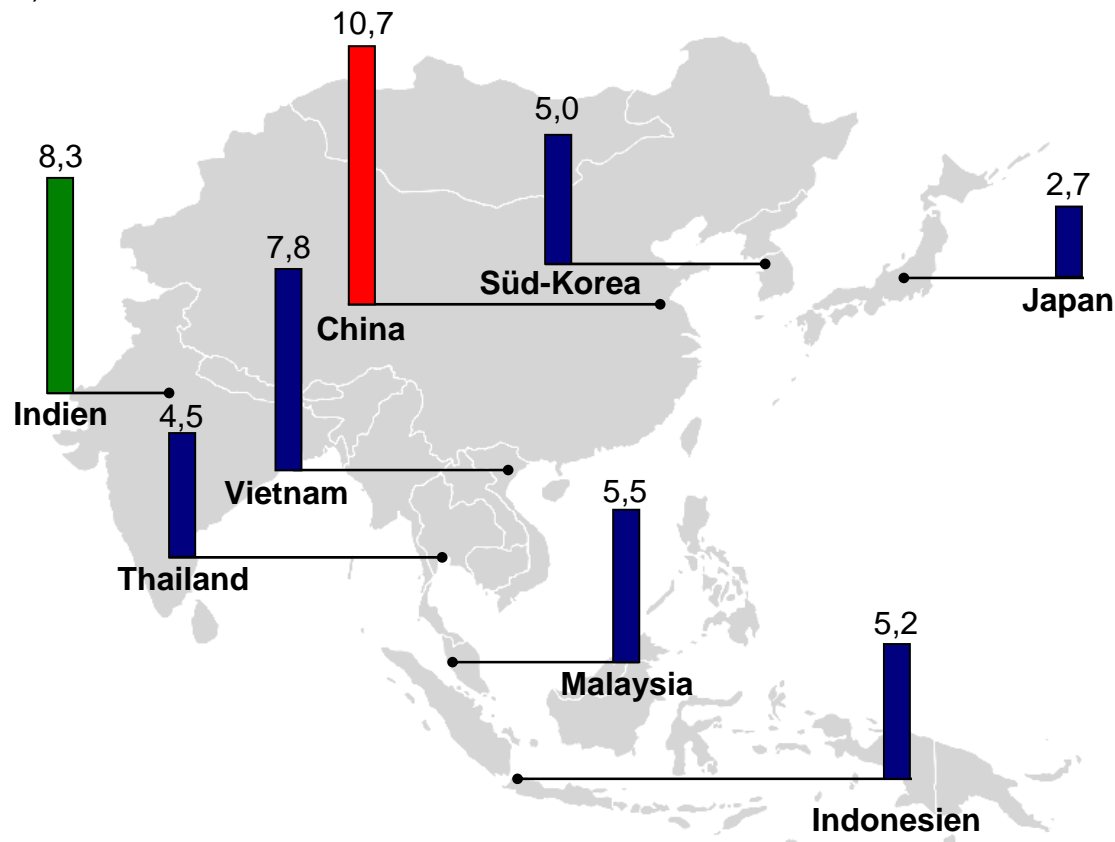 10,7
5,0
8,3
2,7
7,8
Süd-Korea
Japan
China
Indien
4,5
Vietnam
5,5
Thailand
5,2
Malaysia
Indonesien